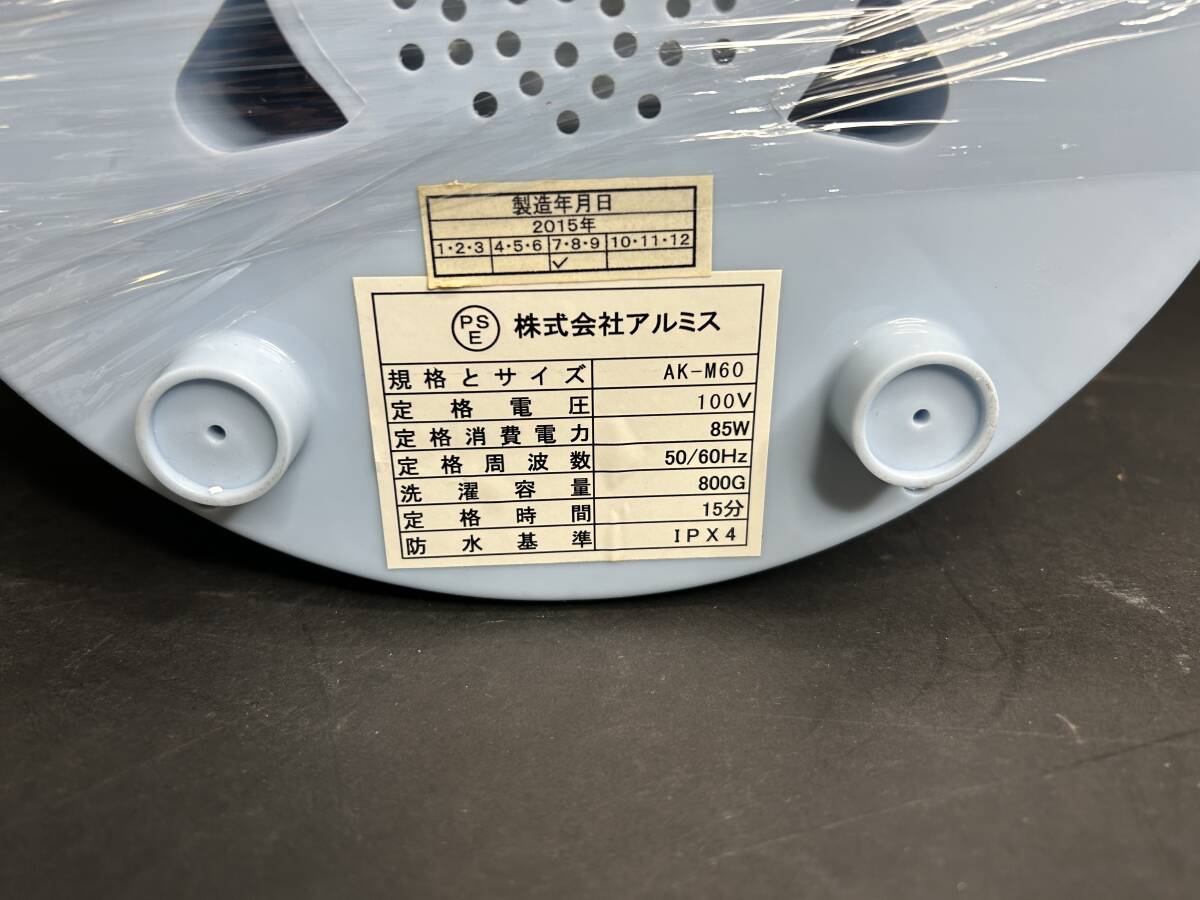 製造年月日
2015年
1・2・3 4・5・6 7・8・9 10・11・12
✓
PSE 株式会社アルミス
規格とサイズ AK-M60
定格電圧 100V
定格消費電力 85W
定格周波数 50/60Hz
洗濯容量 800G
定格時間 15分
防水基準 IPX4